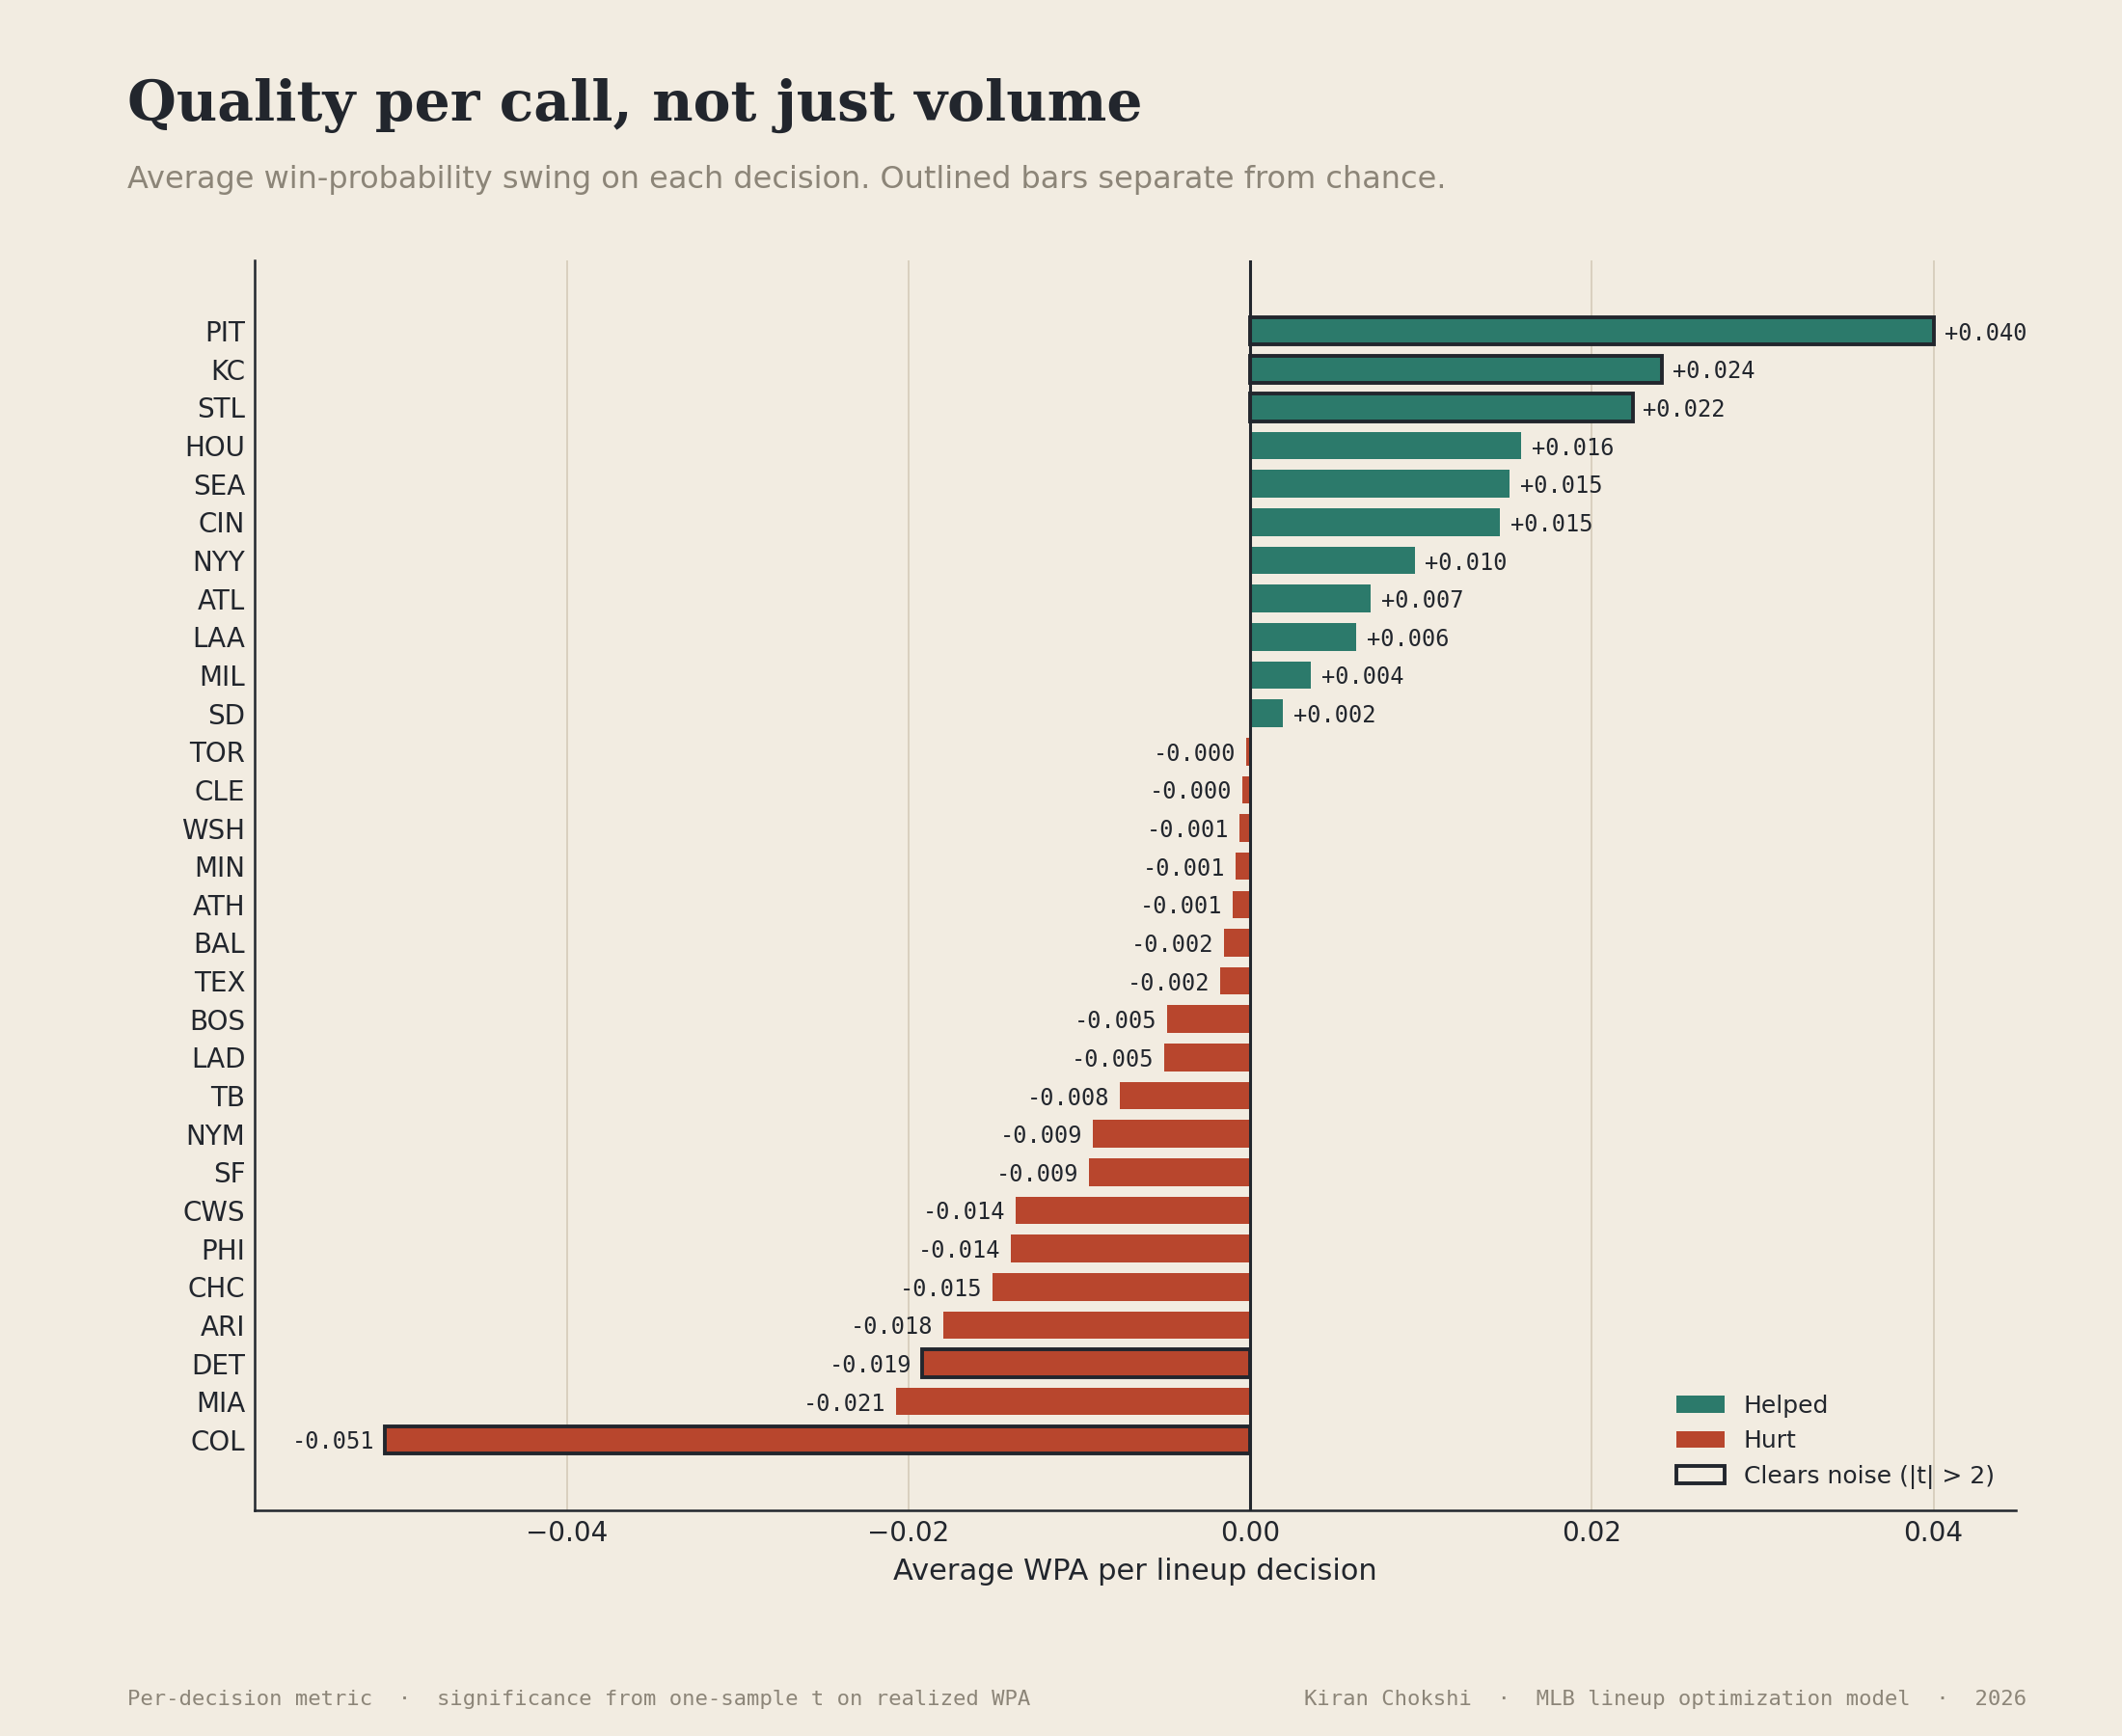 Quality per call, not just volume
Average win-probability swing on each decision. Outlined bars separate from chance.
PIT +0.040
KC +0.024
STL +0.022
HOU +0.016
SEA +0.015
CIN +0.015
NYY +0.010
ATL +0.007
LAA +0.006
MIL +0.004
SD +0.002
TOR -0.000
CLE -0.000
WSH -0.001
MIN -0.001
ATH -0.001
BAL -0.002
TEX -0.002
BOS -0.005
LAD -0.005
TB -0.008
NYM -0.009
SF -0.009
CWS -0.014
PHI -0.014
CHC -0.015
ARI -0.018
DET -0.019
MIA -0.021
COL -0.051
Helped
Hurt
Clears noise (|t| > 2)
−0.04 −0.02 0.00 0.02 0.04
Average WPA per lineup decision
Per-decision metric · significance from one-sample t on realized WPA
Kiran Chokshi · MLB lineup optimization model · 2026